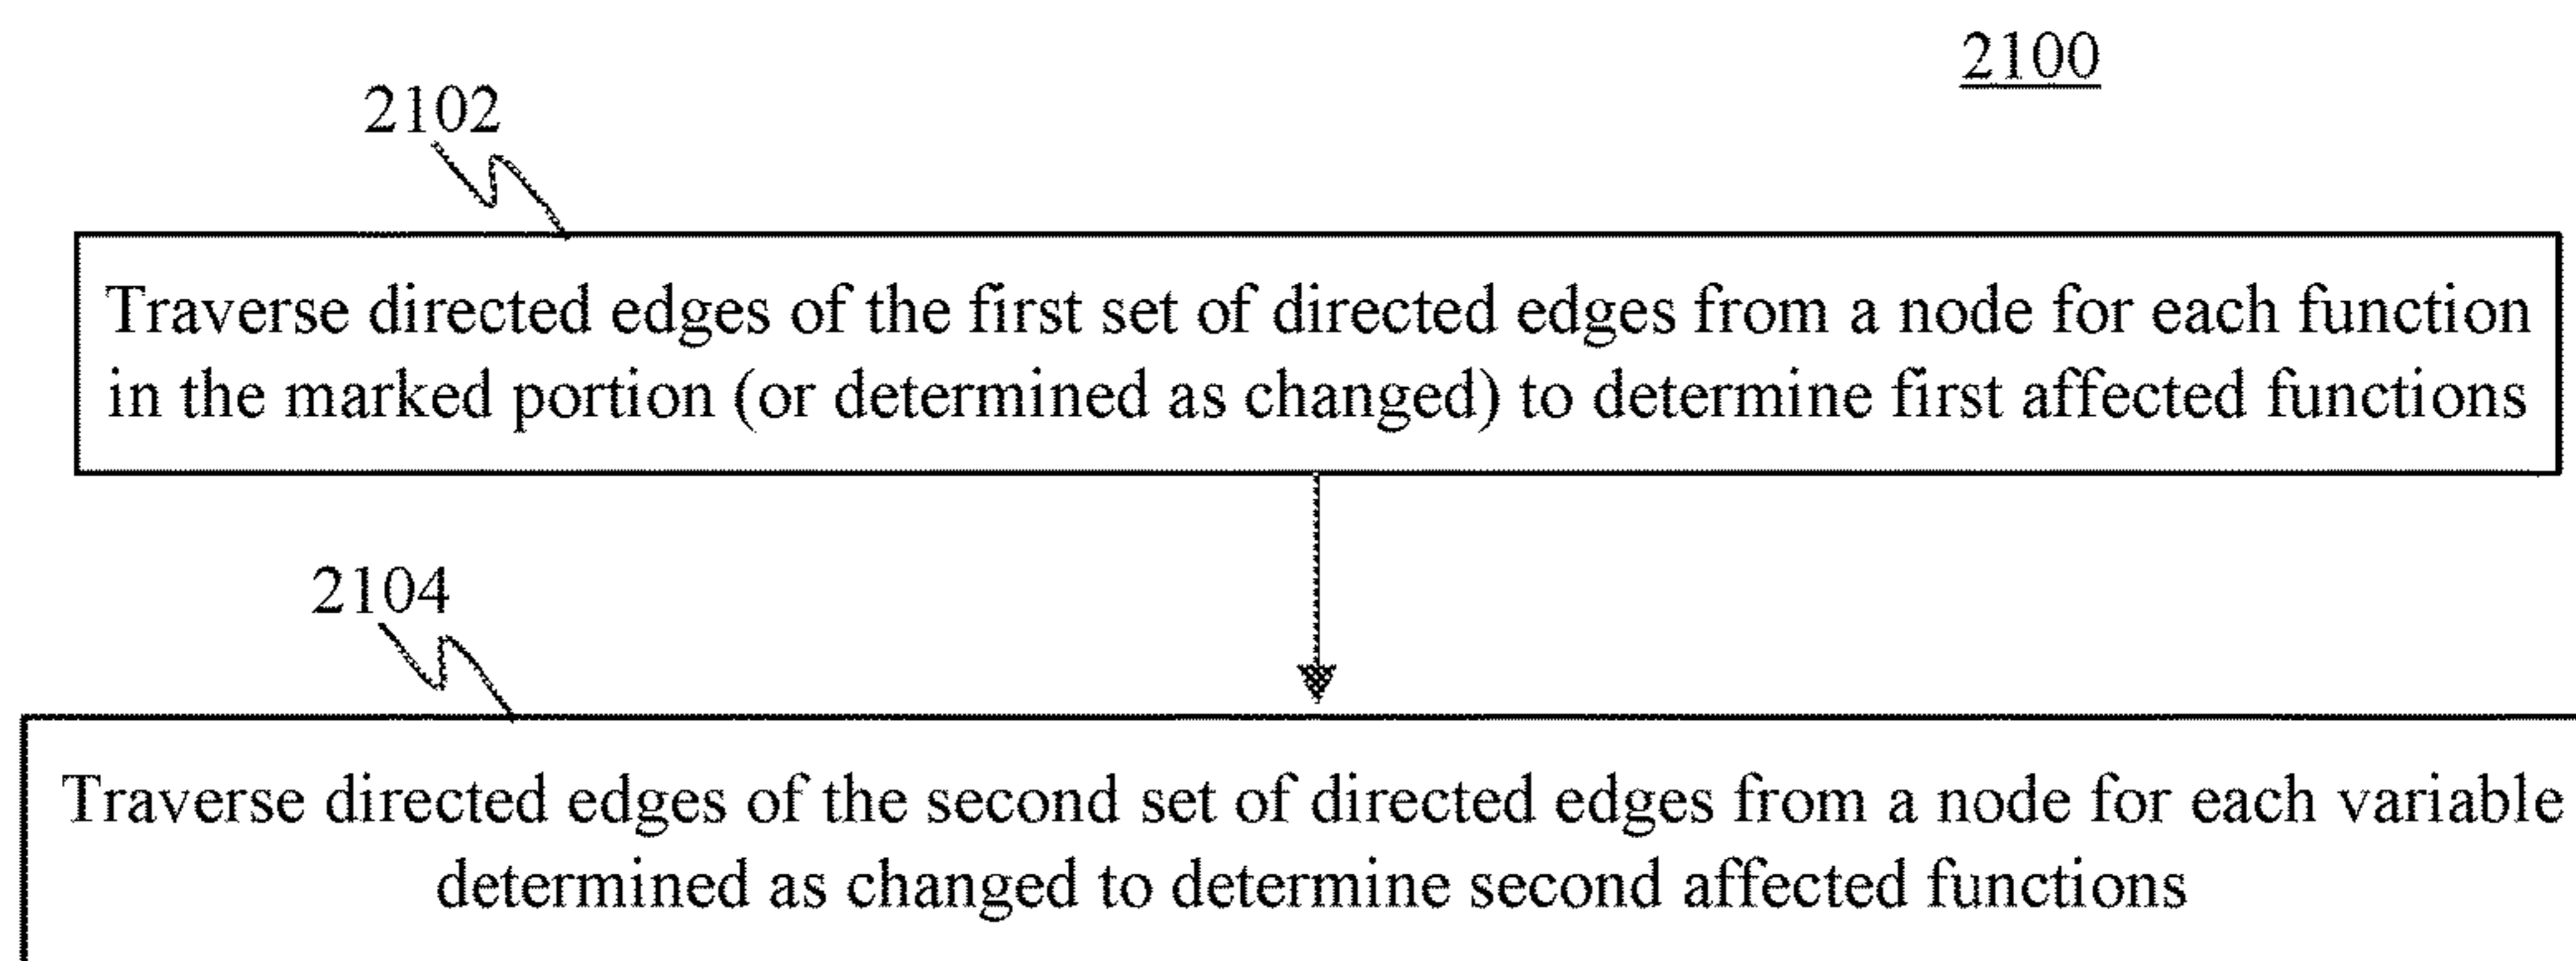 2100
2102
Traverse directed edges of the first set of directed edges from a node for each function
in the marked portion (or determined as changed) to determine first affected functions
2104
Traverse directed edges of the second set of directed edges from a node for each variable
determined as changed to determine second affected functions